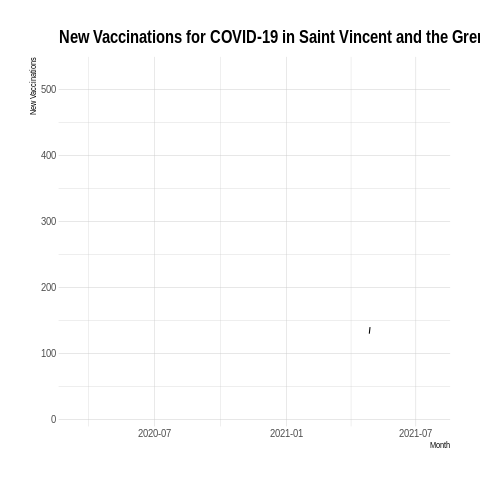 New Vaccinations for COVID-19 in Saint Vincent and the Gre
New Vaccinations
500
400
300
200
100
0
2020-07 2021-01 2021-07
Month